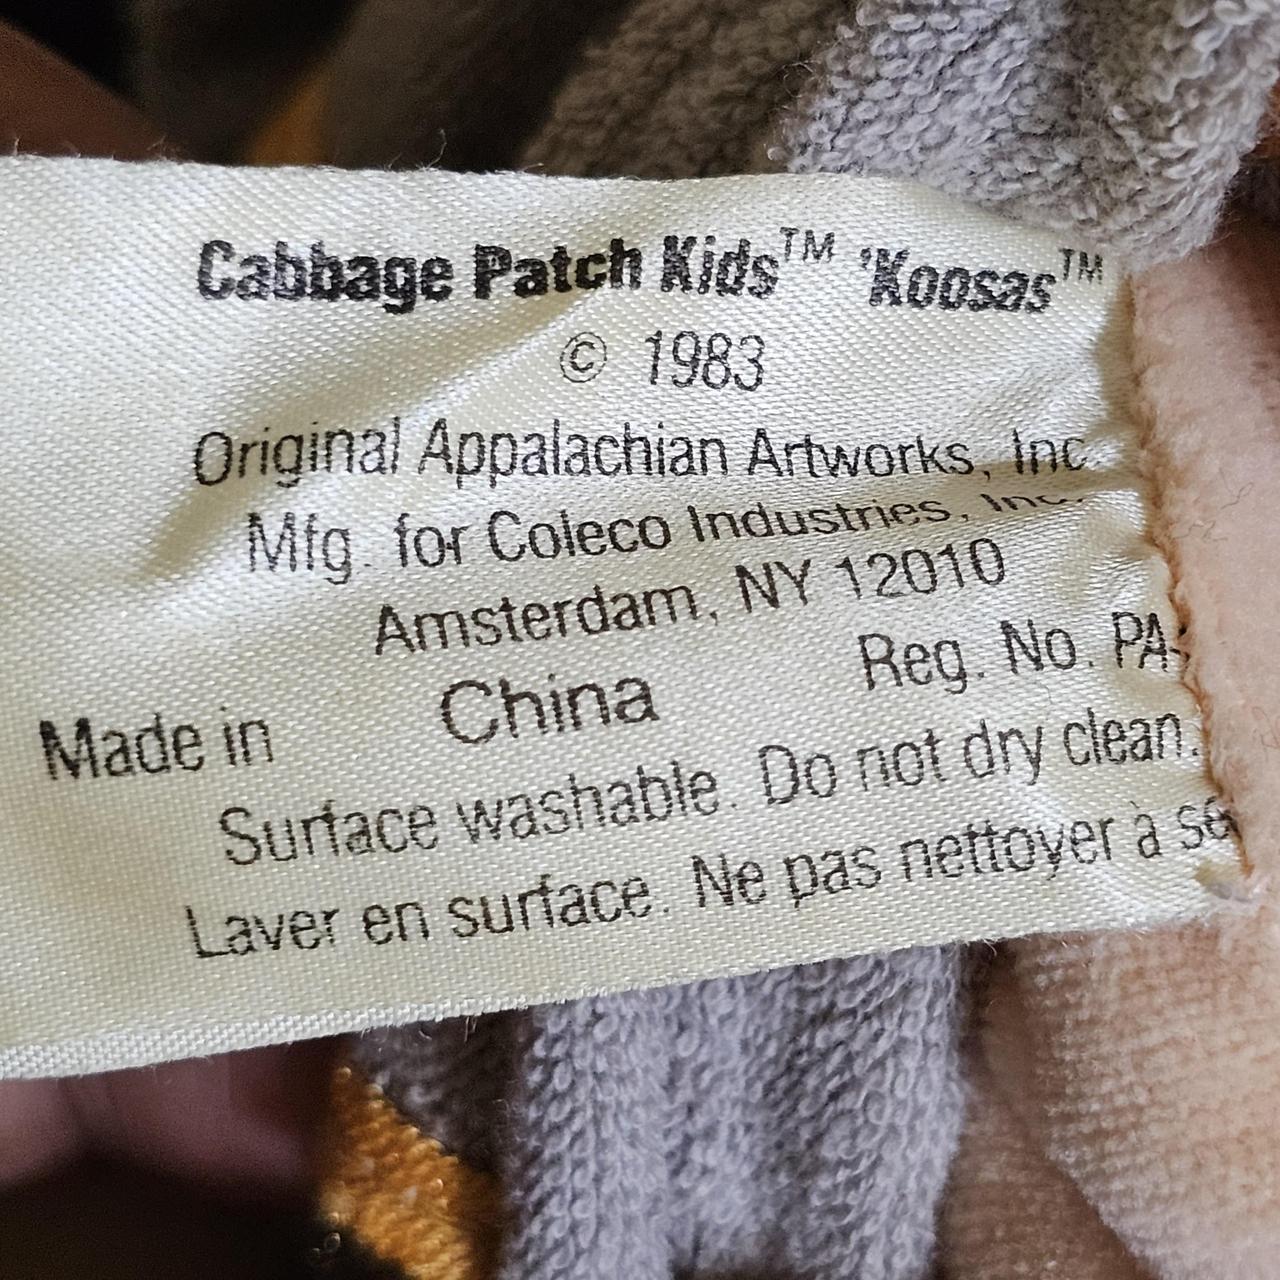 Cabbage Patch Kids™ 'Koosas™
© 1983
Original Appalachian Artworks, Inc.
Mfg. for Coleco Industries, Inc.
Amsterdam, NY 12010
Reg. No. PA-
Made in China
Surface washable. Do not dry clean.
Laver en surface. Ne pas nettoyer à